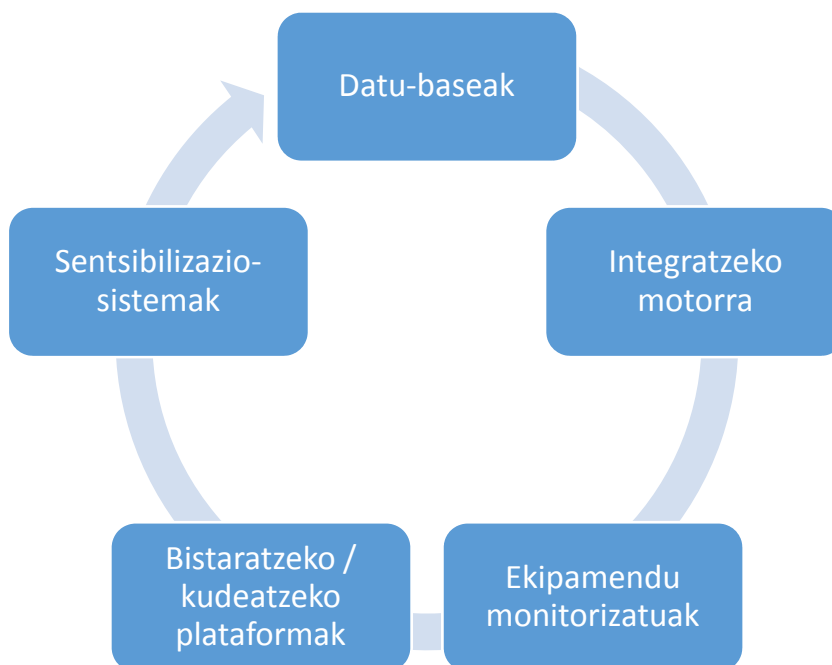 Datu-baseak
Integratzeko
motorra
Ekipamendu
monitorizatuak
Bistaratzeko /
kudeatzeko
plataformak
Sentsibilizazio-
sistemak